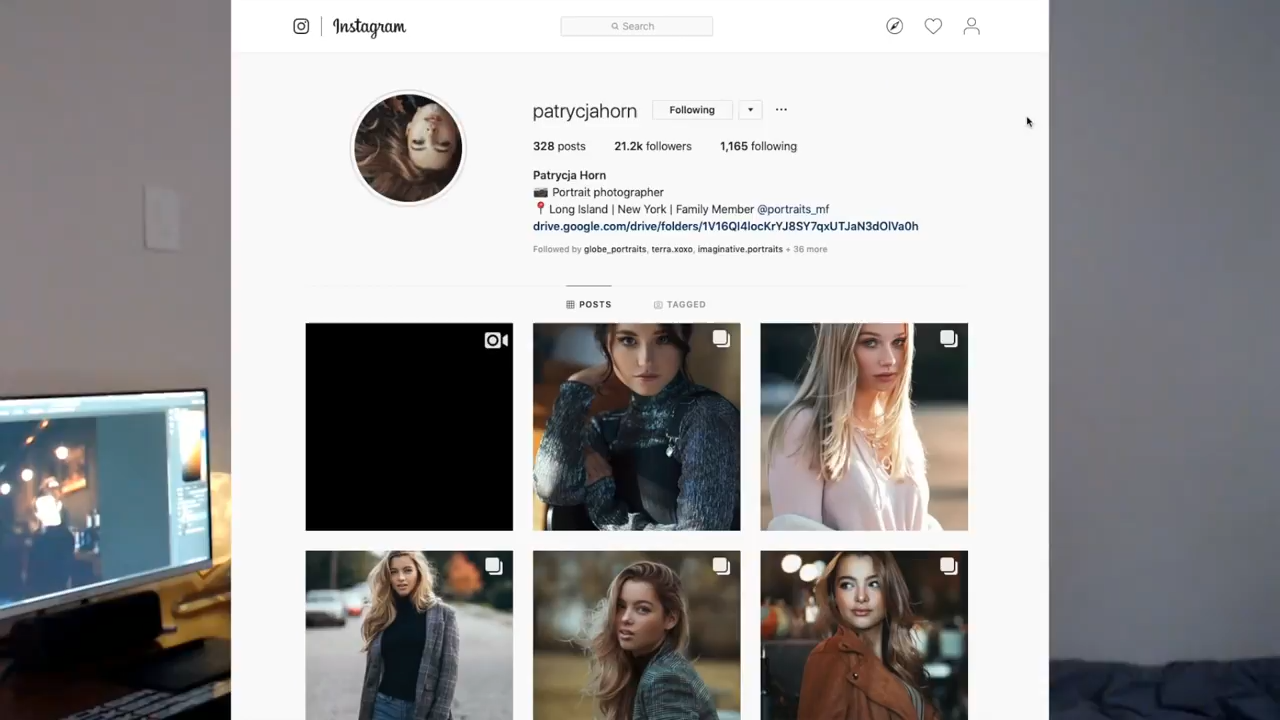 Instagram
Search
patrycjahorn Following
328 posts 21.2k followers 1,165 following
Patrycja Horn
📷 Portrait photographer
📍 Long Island | New York | Family Member @portraits_mf
drive.google.com/drive/folders/1V16QI4locKrYJ8SY7qxUTJaN3dOlVa0h
Followed by globe_portraits, terra.xoxo, imaginative.portraits + 36 more
POSTS TAGGED